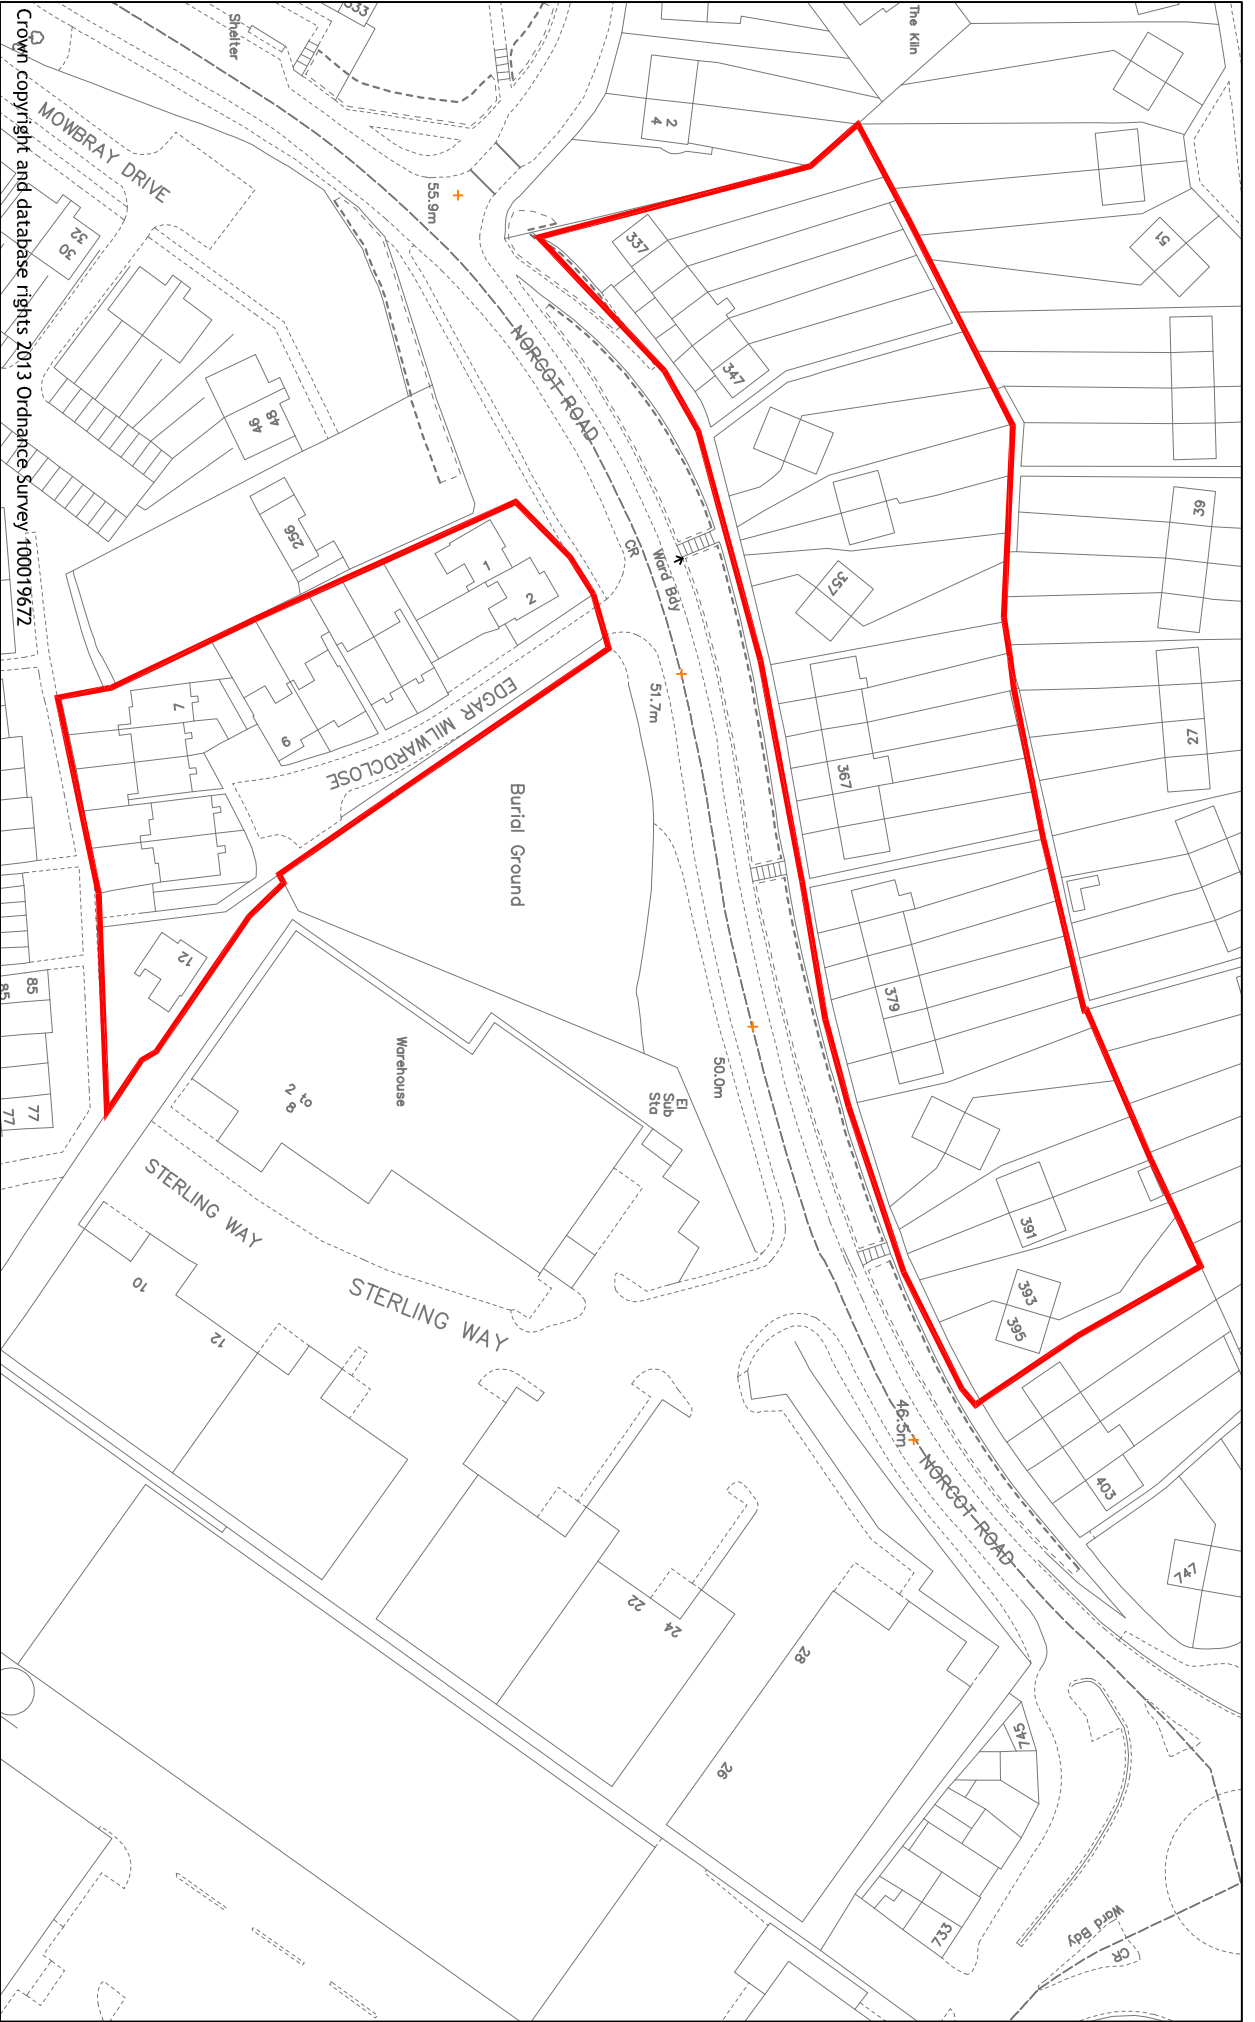 333
Shelter
The Kiln
2
4
MOWBRAY DRIVE
32
30
55.9m
51
337
347
NORCOT ROAD
48
46
256
39
CR
Ward Bdy
1
2
357
EDGAR MILWARDCLOSE
51.7m
7
9
27
367
Burial Ground
12
85
85
379
77
77
Warehouse
2 to
8
50.0m
El
Sub
Sta
STERLING WAY
STERLING WAY
391
393
395
10
12
46.5m
NORCOT ROAD
403
747
22
24
28
26
745
733
Ward Bdy
CR
Crown copyright and database rights 2013 Ordnance Survey 100019672